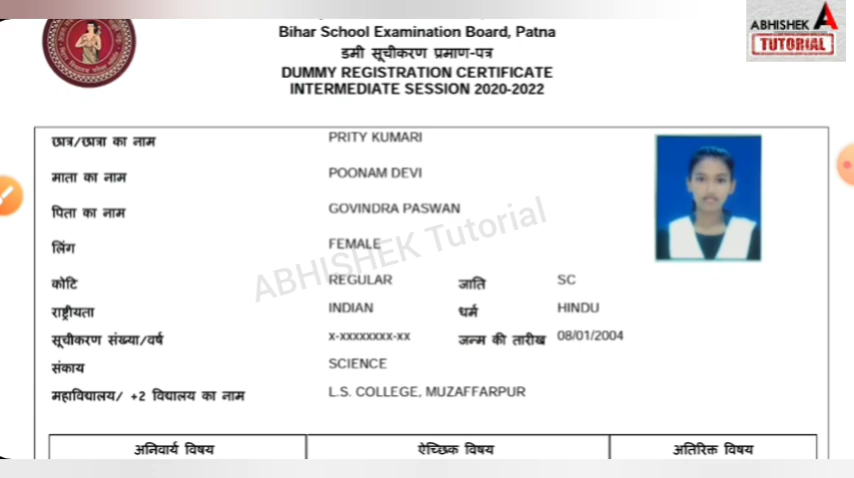 ABHISHEK A
TUTORIAL
Bihar School Examination Board, Patna
डमी सूचीकरण प्रमाण-पत्र
DUMMY REGISTRATION CERTIFICATE
INTERMEDIATE SESSION 2020-2022
छात्र/छात्रा का नाम PRITY KUMARI
माता का नाम POONAM DEVI
पिता का नाम GOVINDRA PASWAN
लिंग FEMALE
ABHISHEK Tutorial
कोटि REGULAR जाति SC
राष्ट्रीयता INDIAN धर्म HINDU
सूचीकरण संख्या/वर्ष X-XXXXXXXX-XX जन्म की तारीख 08/01/2004
संकाय SCIENCE
महाविद्यालय/ +2 विद्यालय का नाम L.S. COLLEGE, MUZAFFARPUR
अनिवार्य विषय ऐच्छिक विषय अतिरिक्त विषय